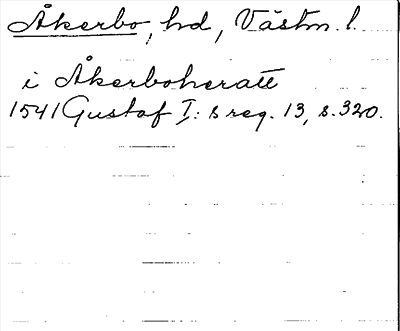 Åkerbo, hd, Västm. l.
i Åkerboheratt
1541 Gustaf I:s reg. 13, s. 320.